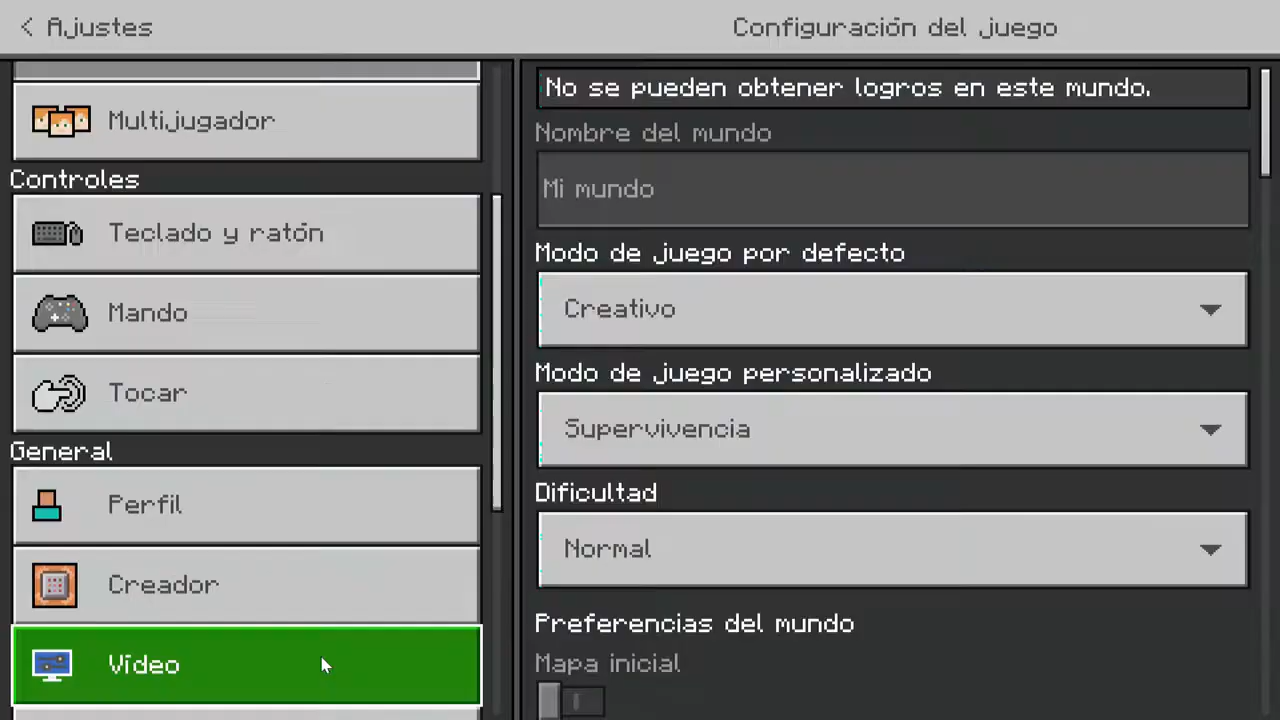 Ajustes
Configuración del juego
Multijugador
Controles
Teclado y ratón
Mando
Tocar
General
Perfil
Creador
Vídeo
No se pueden obtener logros en este mundo.
Nombre del mundo
Mi mundo
Modo de juego por defecto
Creativo
Modo de juego personalizado
Supervivencia
Dificultad
Normal
Preferencias del mundo
Mapa inicial